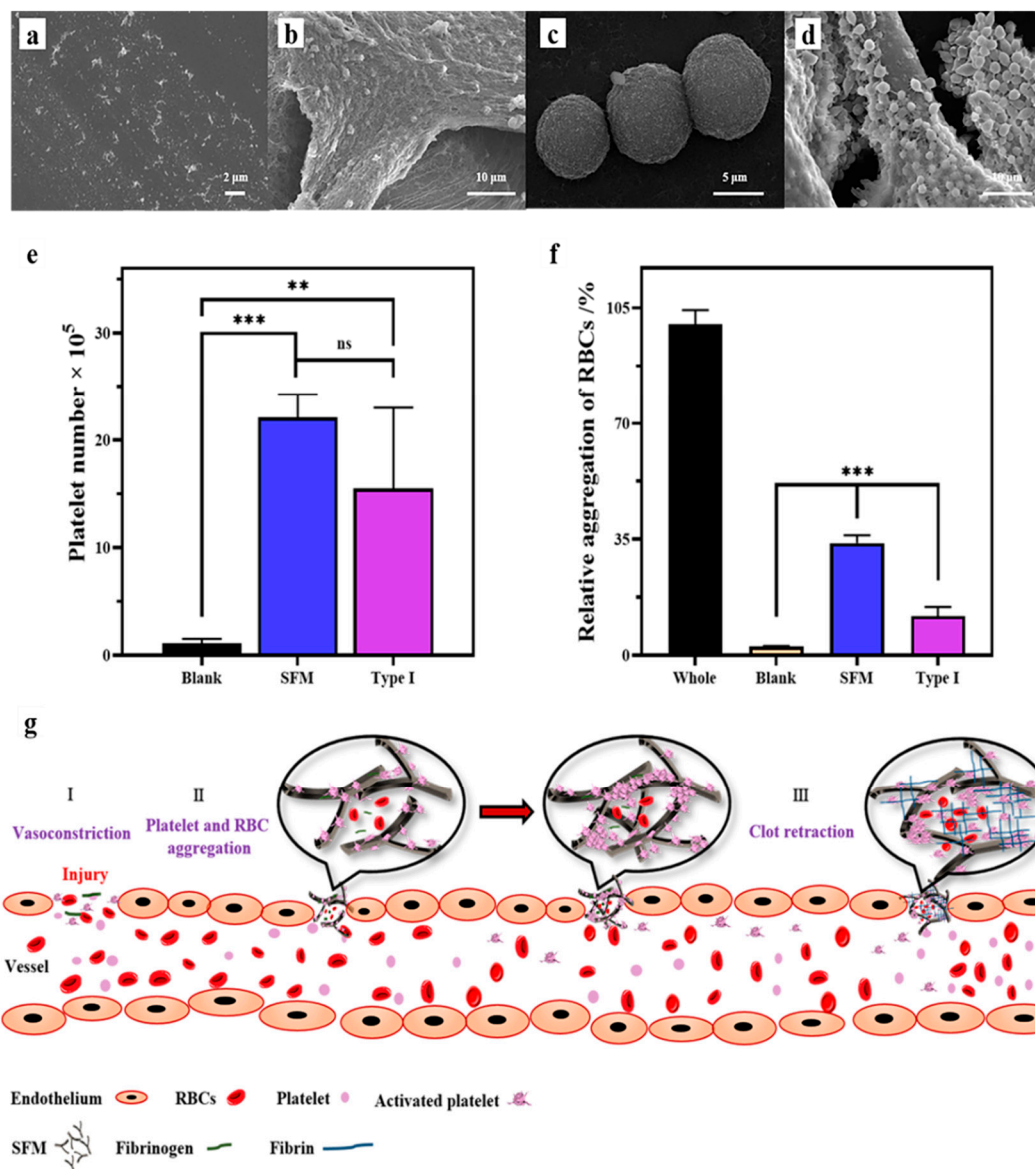 a
2 μm
b
10 μm
c
5 μm
d
10 μm
e
Platelet number × 10⁵
30
20
10
0
**
***
ns
Blank SFM Type I
f
Relative aggregation of RBCs /%
105
70
35
0
***
Whole Blank SFM Type I
g
I
Vasoconstriction
II
Platelet and RBC
aggregation
III
Clot retraction
Injury
Vessel
Endothelium RBCs Platelet Activated platelet
SFM Fibrinogen Fibrin